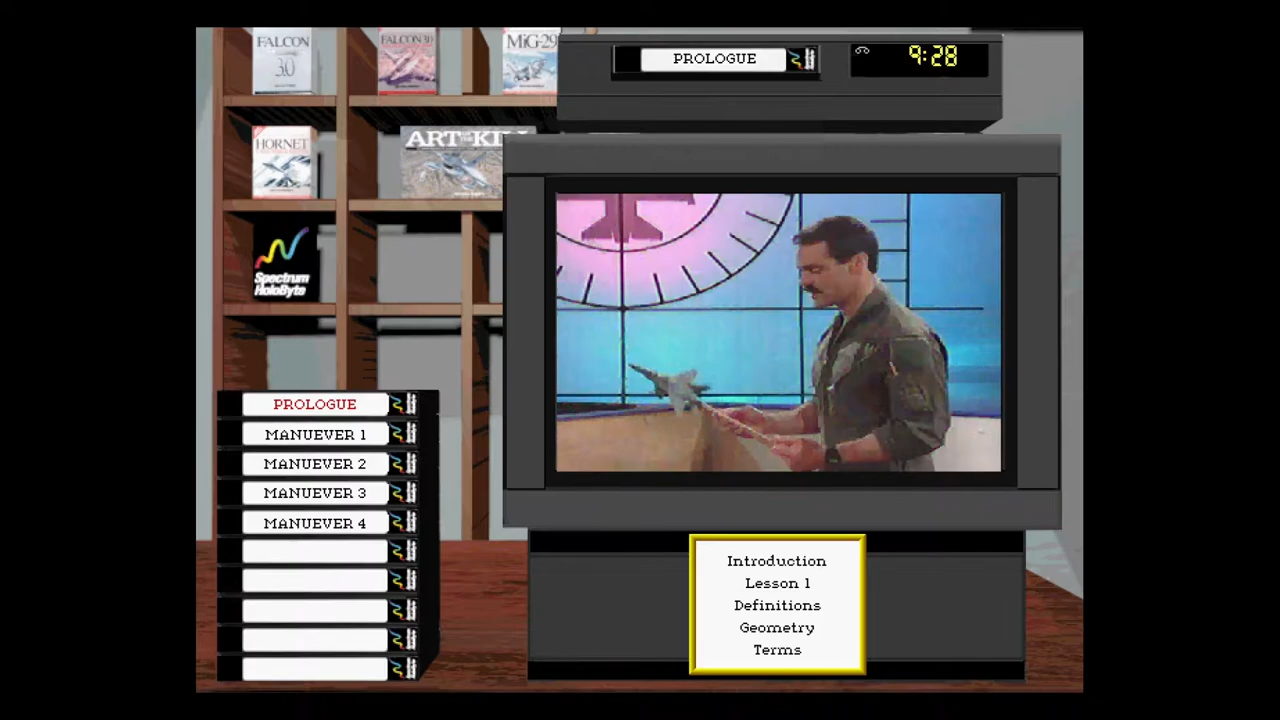 FALCON
3.0
FALCON 3.0
MiG-29
HORNET
ART OF THE KILL
Spectrum
HoloByte
PROLOGUE
9:28
PROLOGUE
MANUEVER 1
MANUEVER 2
MANUEVER 3
MANUEVER 4
Introduction
Lesson 1
Definitions
Geometry
Terms